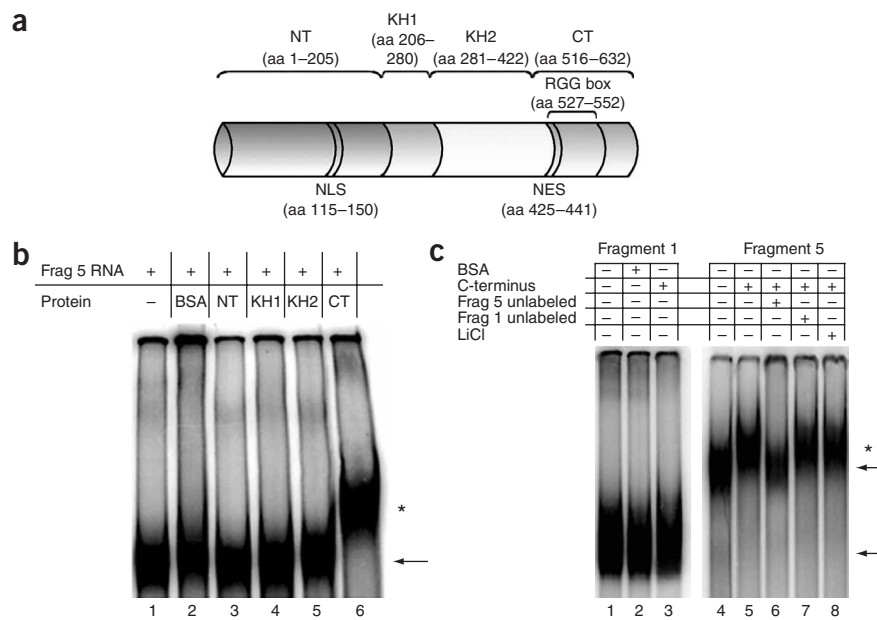 a
NT
(aa 1–205)
KH1
(aa 206–
280)
KH2
(aa 281–422)
CT
(aa 516–632)
RGG box
(aa 527–552)
NLS
(aa 115–150)
NES
(aa 425–441)
b
Frag 5 RNA + + + + + +
Protein – BSA NT KH1 KH2 CT
*
1 2 3 4 5 6
c
Fragment 1 Fragment 5
BSA – + – – – – – –
C-terminus – – + – + + + +
Frag 5 unlabeled – – – – – + – –
Frag 1 unlabeled – – – – – – + –
LiCl – – – – – – – +
*
1 2 3 4 5 6 7 8